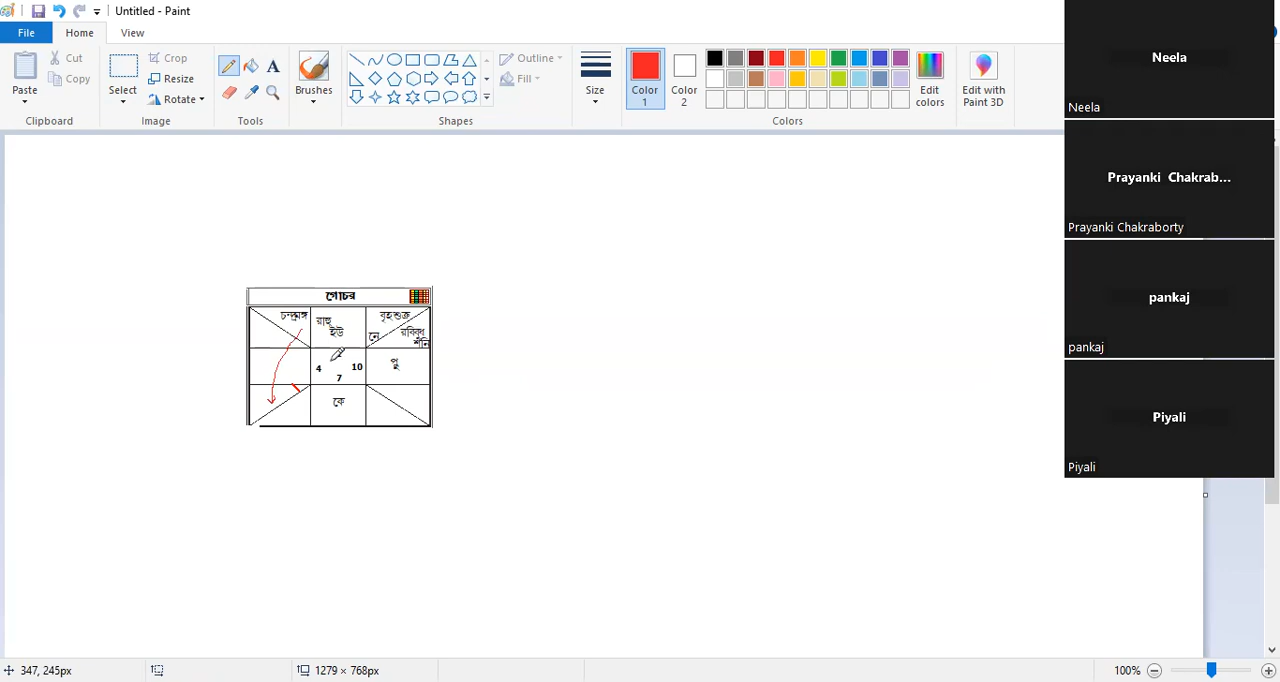 Untitled - Paint
File
Home
View
Paste
Cut
Copy
Clipboard
Select
Crop
Resize
Rotate
Image
A
Tools
Brushes
Outline
Fill
Shapes
Size
Color 1
Color 2
Edit colors
Colors
Edit with Paint 3D
Neela
Neela
Prayanki Chakrab...
Prayanki Chakraborty
pankaj
pankaj
Piyali
Piyali
গোচর
চন্দ্রমঙ্গ
রাহু
ইউ
বৃহশুক্র
নে
রবিবুধ
শনি
4
10
7
প্লু
কে
347, 245px
1279 × 768px
100%